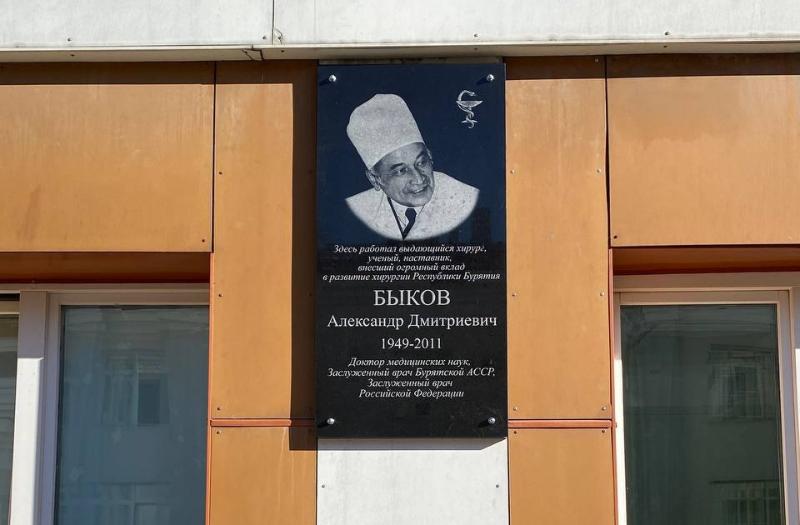 Здесь работал выдающийся хирург,
ученый, наставник,
внесший огромный вклад
в развитие хирургии Республики Бурятия
БЫКОВ
Александр Дмитриевич
1949-2011
Доктор медицинских наук,
Заслуженный врач Бурятской АССР,
Заслуженный врач
Российской Федерации